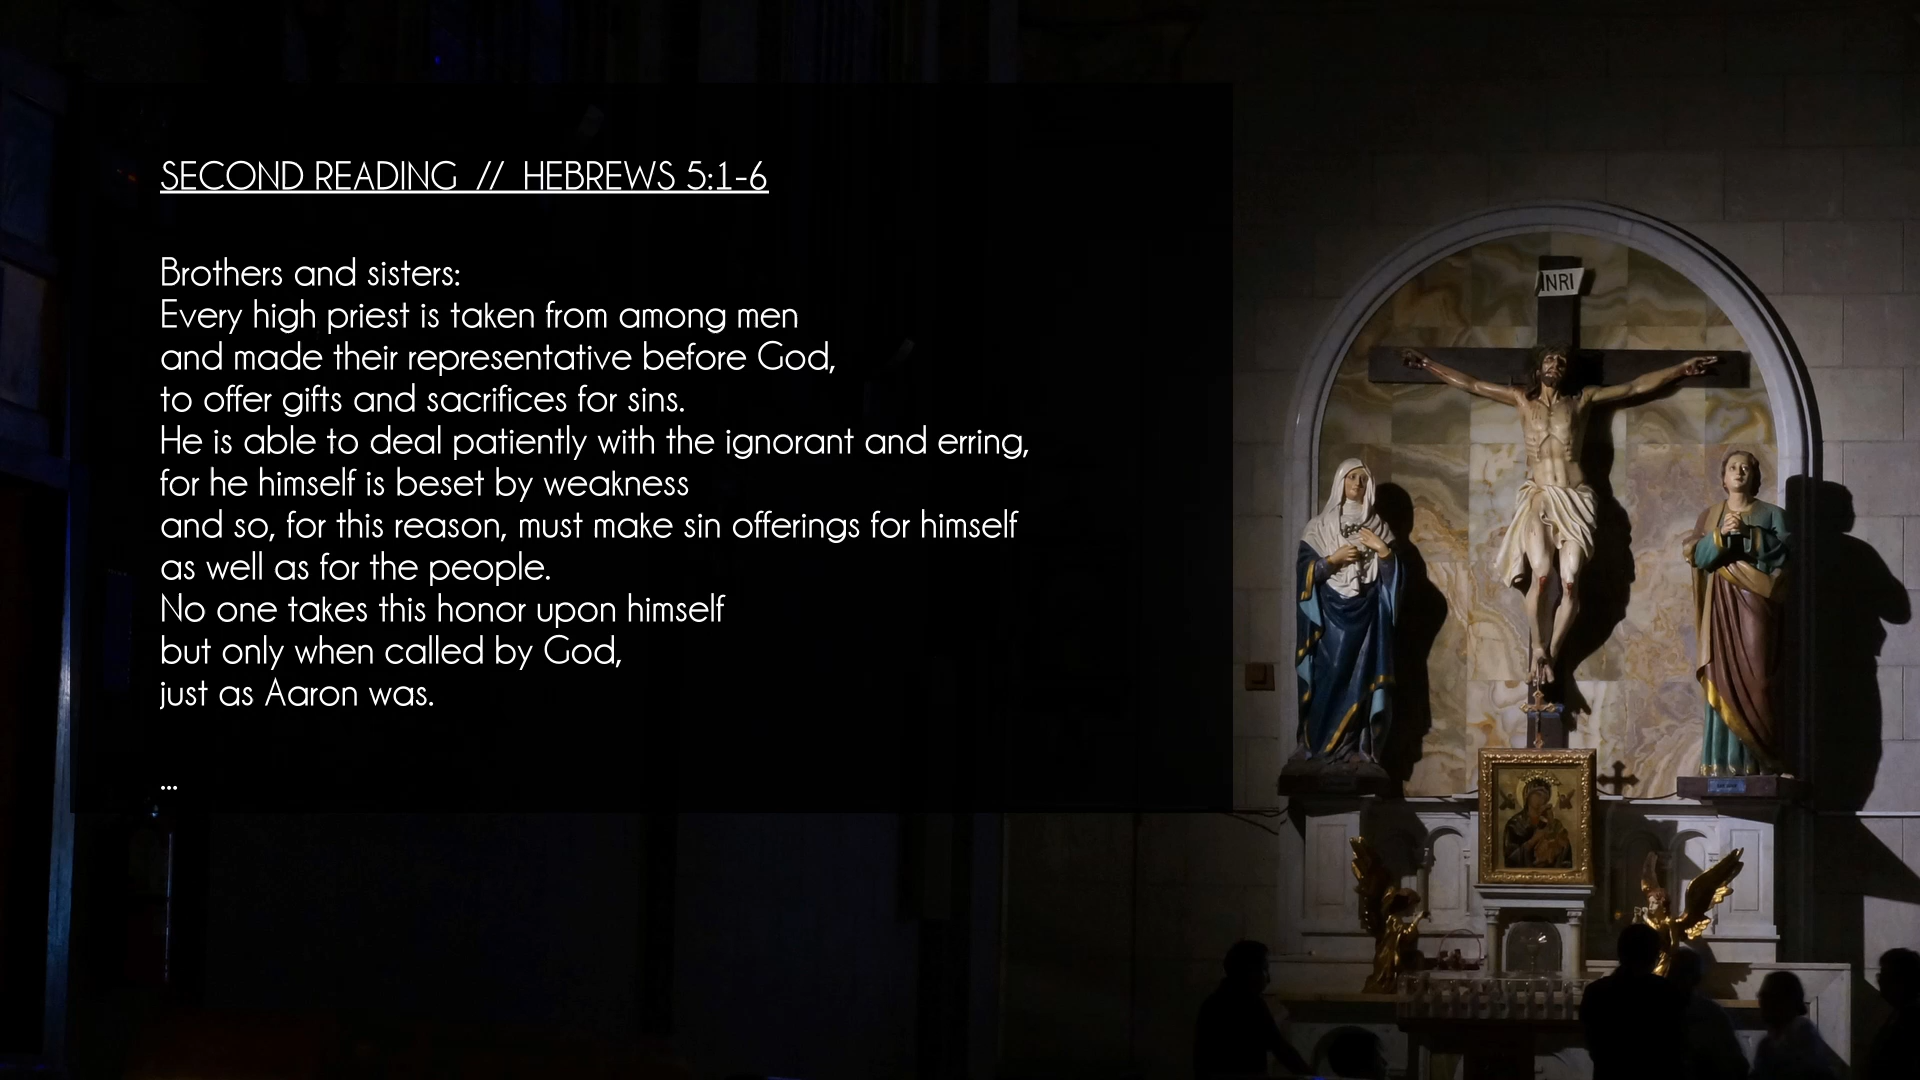 SECOND READING // HEBREWS 5:1-6
Brothers and sisters:
Every high priest is taken from among men
and made their representative before God,
to offer gifts and sacrifices for sins.
He is able to deal patiently with the ignorant and erring,
for he himself is beset by weakness
and so, for this reason, must make sin offerings for himself
as well as for the people.
No one takes this honor upon himself
but only when called by God,
just as Aaron was.
...
INRI